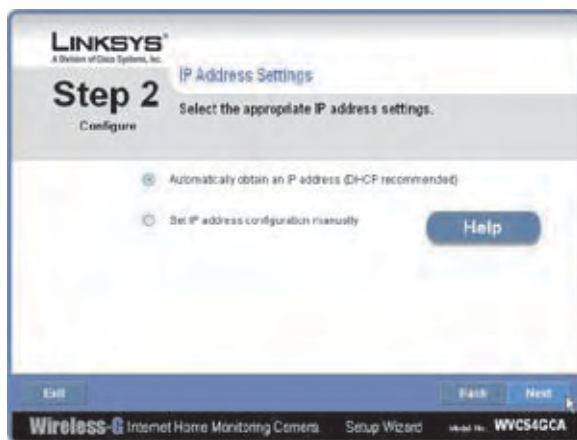 LINKSYS®
A Division of Cisco Systems, Inc.
Step 2
Configure
IP Address Settings
Select the appropriate IP address settings.
Automatically obtain an IP address (DHCP recommended)
Set IP address configuration manually
Help
Exit
Back
Next
Wireless-G Internet Home Monitoring Camera Setup Wizard Model No. WVC54GCA